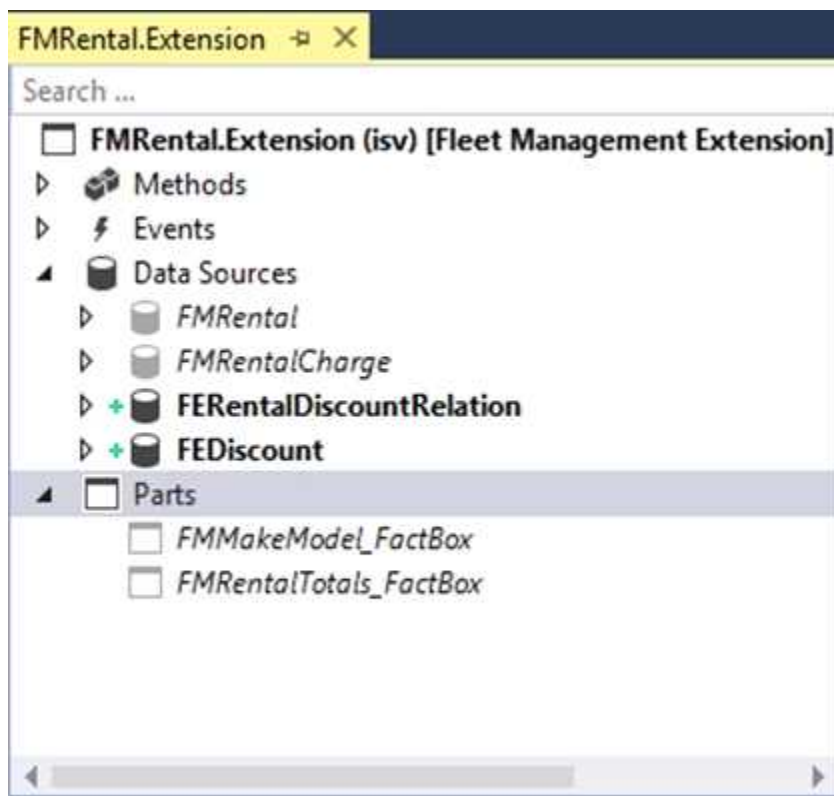 FMRental.Extension
Search ...
FMRental.Extension (isv) [Fleet Management Extension]
Methods
Events
Data Sources
FMRental
FMRentalCharge
FERentalDiscountRelation
FEDiscount
Parts
FMMakeModel_FactBox
FMRentalTotals_FactBox